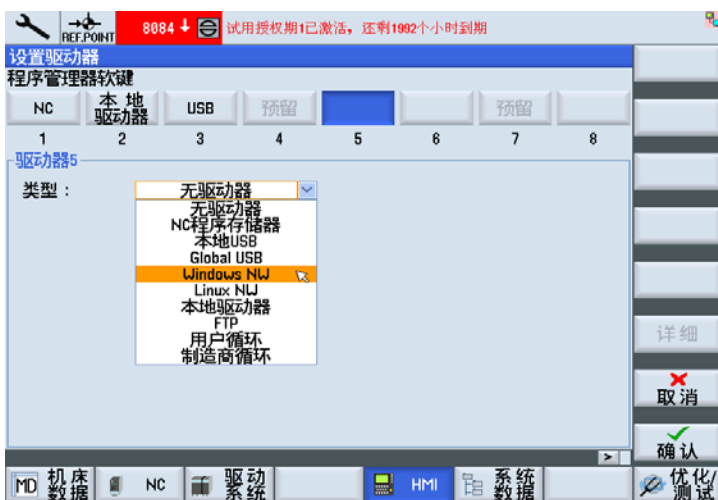 REF.POINT
8084
试用授权期1已激活，还剩1992个小时到期
设置驱动器
程序管理器软键
NC
本地驱动器
USB
预留
预留
1 2 3 4 5 6 7 8
驱动器5
类型：
无驱动器
无驱动器
NC程序存储器
本地USB
Global USB
Windows NW
Linux NW
本地驱动器
FTP
用户循环
制造商循环
详细
取消
确认
MD 机床数据
NC
驱动系统
HMI
系统数据
优化/测试